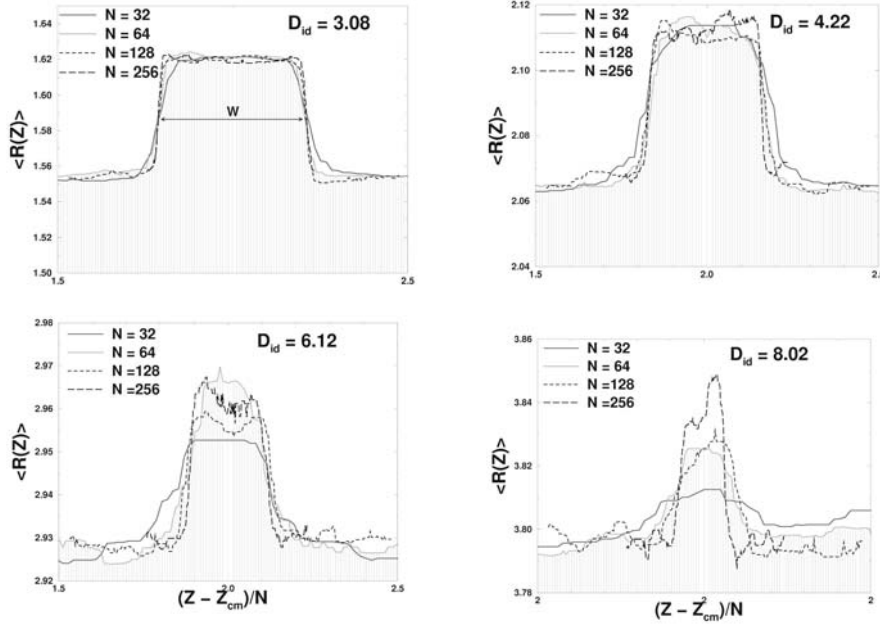 N = 32
N = 64
N =128
N = 256
D_id = 3.08
<R(Z)>
W
1.64
1.62
1.60
1.58
1.56
1.54
1.52
1.50
1.5
2.5
N = 32
N = 64
N =128
N =256
D_id = 4.22
<R(Z)>
2.12
2.10
2.08
2.06
2.04
1.5
2.0
2.5
N = 32
N = 64
N =128
N = 256
D_id = 6.12
<R(Z)>
2.98
2.97
2.96
2.95
2.94
2.93
2.92
1.5
2.0
2.5
(Z – Z_cm)/N
N = 32
N = 64
N =128
N =256
D_id = 8.02
<R(Z)>
3.86
3.84
3.82
3.80
3.78
2
2
2
(Z – Z_cm)/N